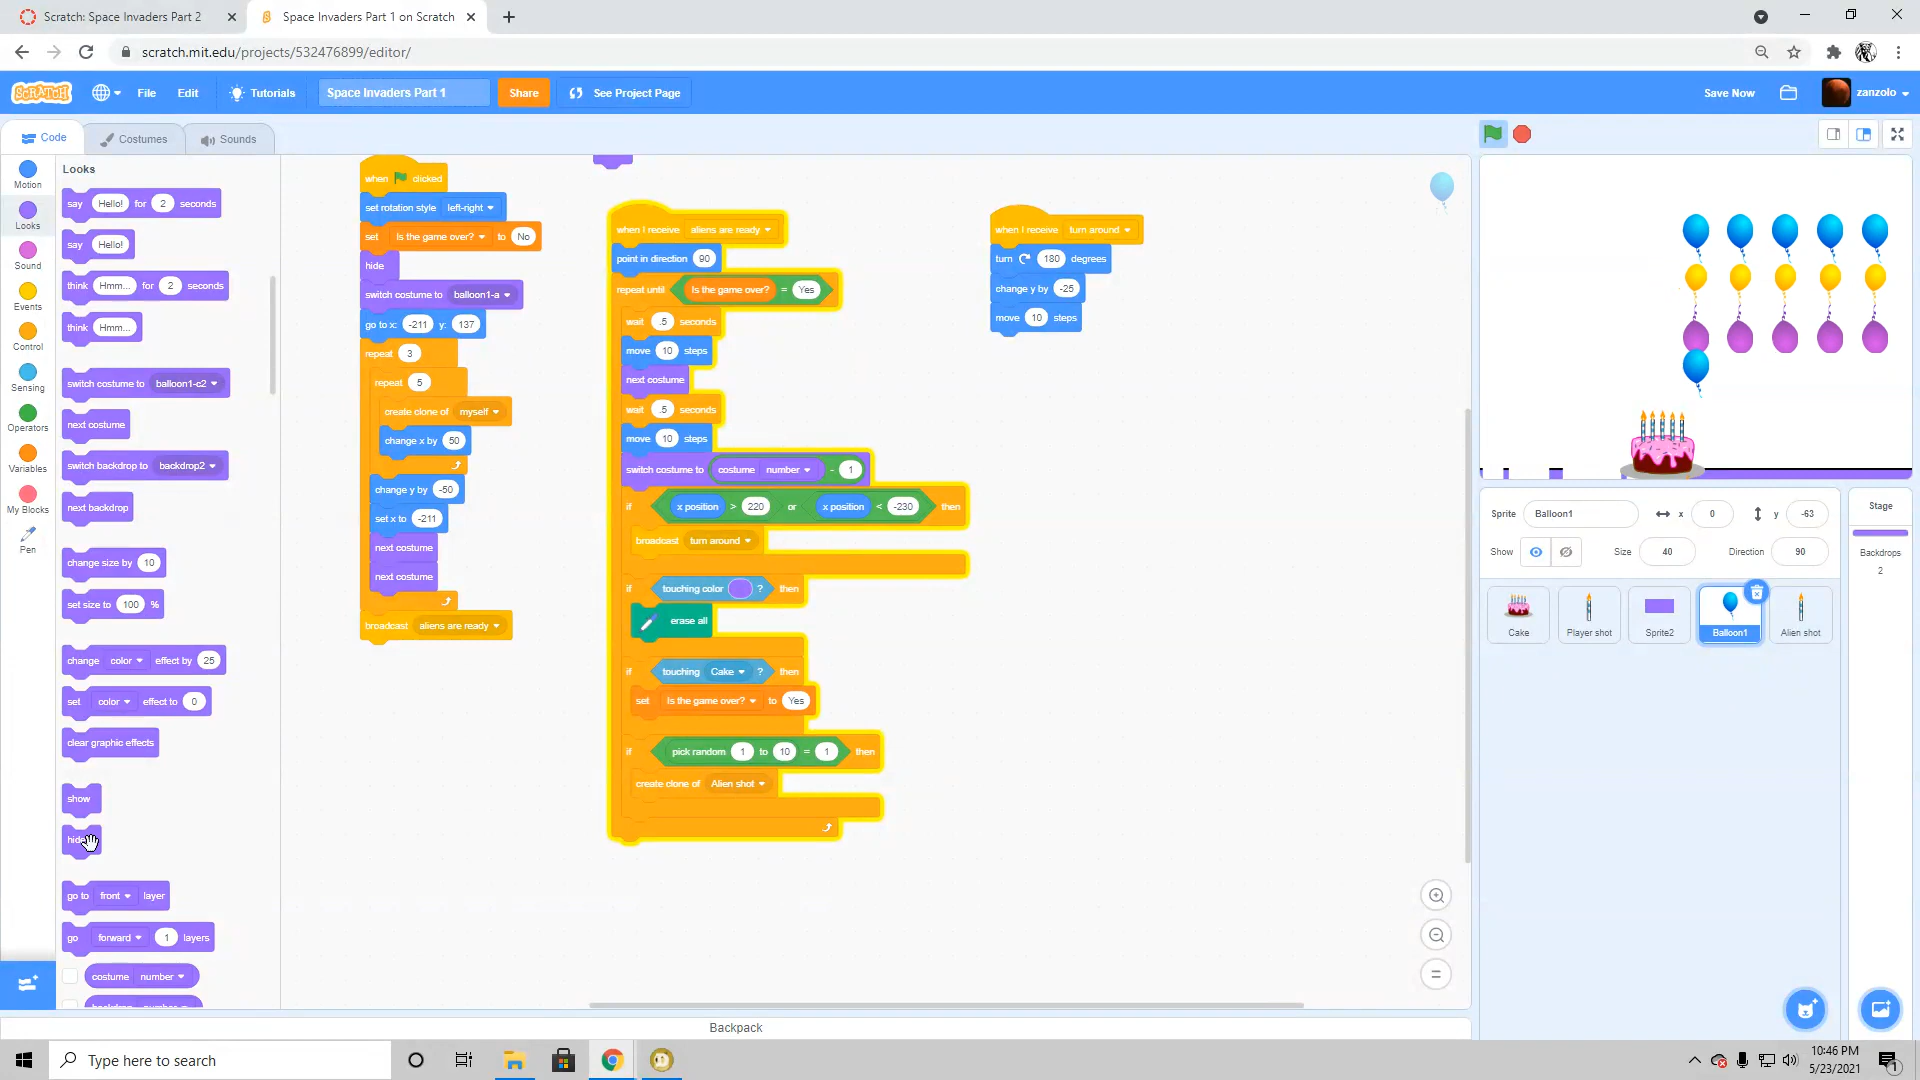 Scratch: Space Invaders Part 2
Space Invaders Part 1 on Scratch
scratch.mit.edu/projects/532476899/editor/
SCRATCH
File
Edit
Tutorials
Space Invaders Part 1
Share
See Project Page
Save Now
zanzolo
Code
Costumes
Sounds
Motion
Looks
Sound
Events
Control
Sensing
Operators
Variables
My Blocks
Pen
Looks
say Hello! for 2 seconds
say Hello!
think Hmm... for 2 seconds
think Hmm...
switch costume to balloon1-c2
next costume
switch backdrop to backdrop2
next backdrop
change size by 10
set size to 100 %
change color effect by 25
set color effect to 0
clear graphic effects
show
hide
go to front layer
go forward 1 layers
costume number
backdrop number
when clicked
set rotation style left-right
set Is the game over? to No
hide
switch costume to balloon1-a
go to x: -211 y: 137
repeat 3
repeat 5
create clone of myself
change x by 50
change y by -50
set x to -211
next costume
next costume
broadcast aliens are ready
when I receive aliens are ready
point in direction 90
repeat until Is the game over? = Yes
wait .5 seconds
move 10 steps
next costume
wait .5 seconds
move 10 steps
switch costume to costume number - 1
if x position > 220 or x position < -230 then
broadcast turn around
if touching color ? then
erase all
if touching Cake ? then
set Is the game over? to Yes
if pick random 1 to 10 = 1 then
create clone of Alien shot
when I receive turn around
turn 180 degrees
change y by -25
move 10 steps
Backpack
Sprite
Balloon1
x
0
y
-63
Show
Size
40
Direction
90
Cake
Player shot
Sprite2
Balloon1
Alien shot
Stage
Backdrops
2
Type here to search
10:46 PM
5/23/2021
1